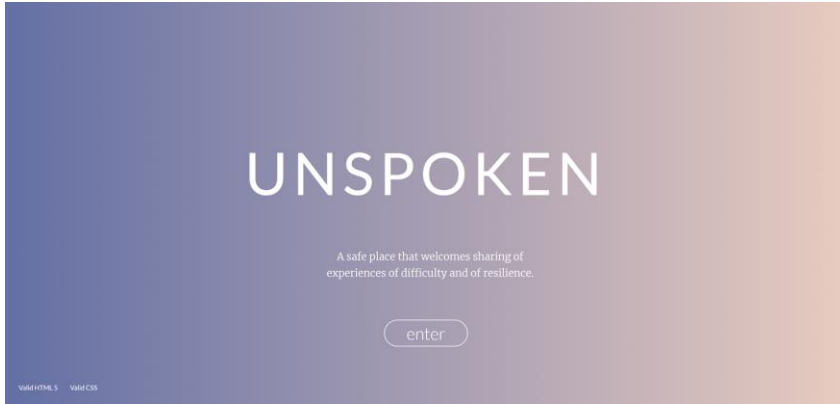 UNSPOKEN
A safe place that welcomes sharing of
experiences of difficulty and of resilience.
enter
Valid HTML 5 Valid CSS